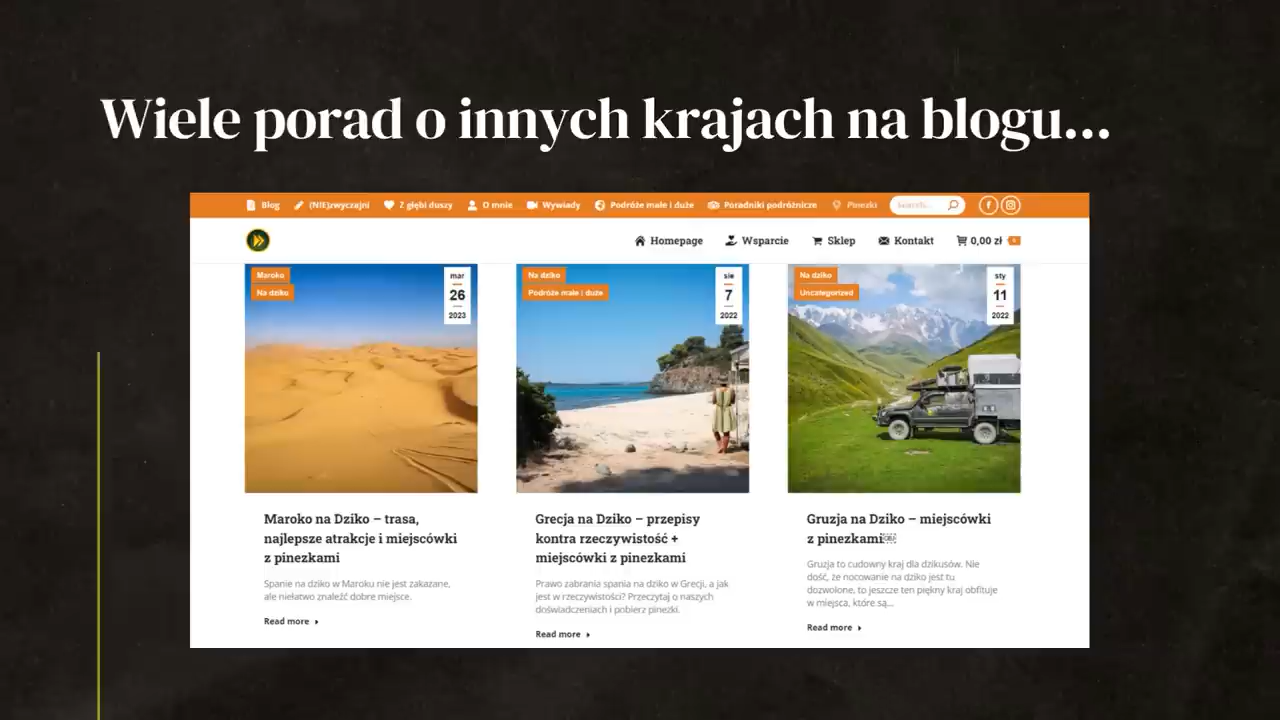 Wiele porad o innych krajach na blogu...
Blog (NIE)zwyczajni Z głębi duszy O mnie Wywiady Podróże małe i duże Poradniki podróżnicze Pinezki Search...
Homepage Wsparcie Sklep Kontakt 0,00 zł
Maroko
Na dziko
mar
26
2023
Na dziko
Podróże małe i duże
sie
7
2022
Na dziko
Uncategorized
sty
11
2022
Maroko na Dziko – trasa,
najlepsze atrakcje i miejscówki
z pinezkami
Spanie na dziko w Maroku nie jest zakazane,
ale niełatwo znaleźć dobre miejsce.
Read more
Grecja na Dziko – przepisy
kontra rzeczywistość +
miejscówki z pinezkami
Prawo zabrania spania na dziko w Grecji, a jak
jest w rzeczywistości? Przeczytaj o naszych
doświadczeniach i pobierz pinezki.
Read more
Gruzja na Dziko – miejscówki
z pinezkami
Gruzja to cudowny kraj dla dzikusów. Nie
dość, że nocowanie na dziko jest tu
dozwolone, to jeszcze ten piękny kraj obfituje
w miejsca, które są...
Read more